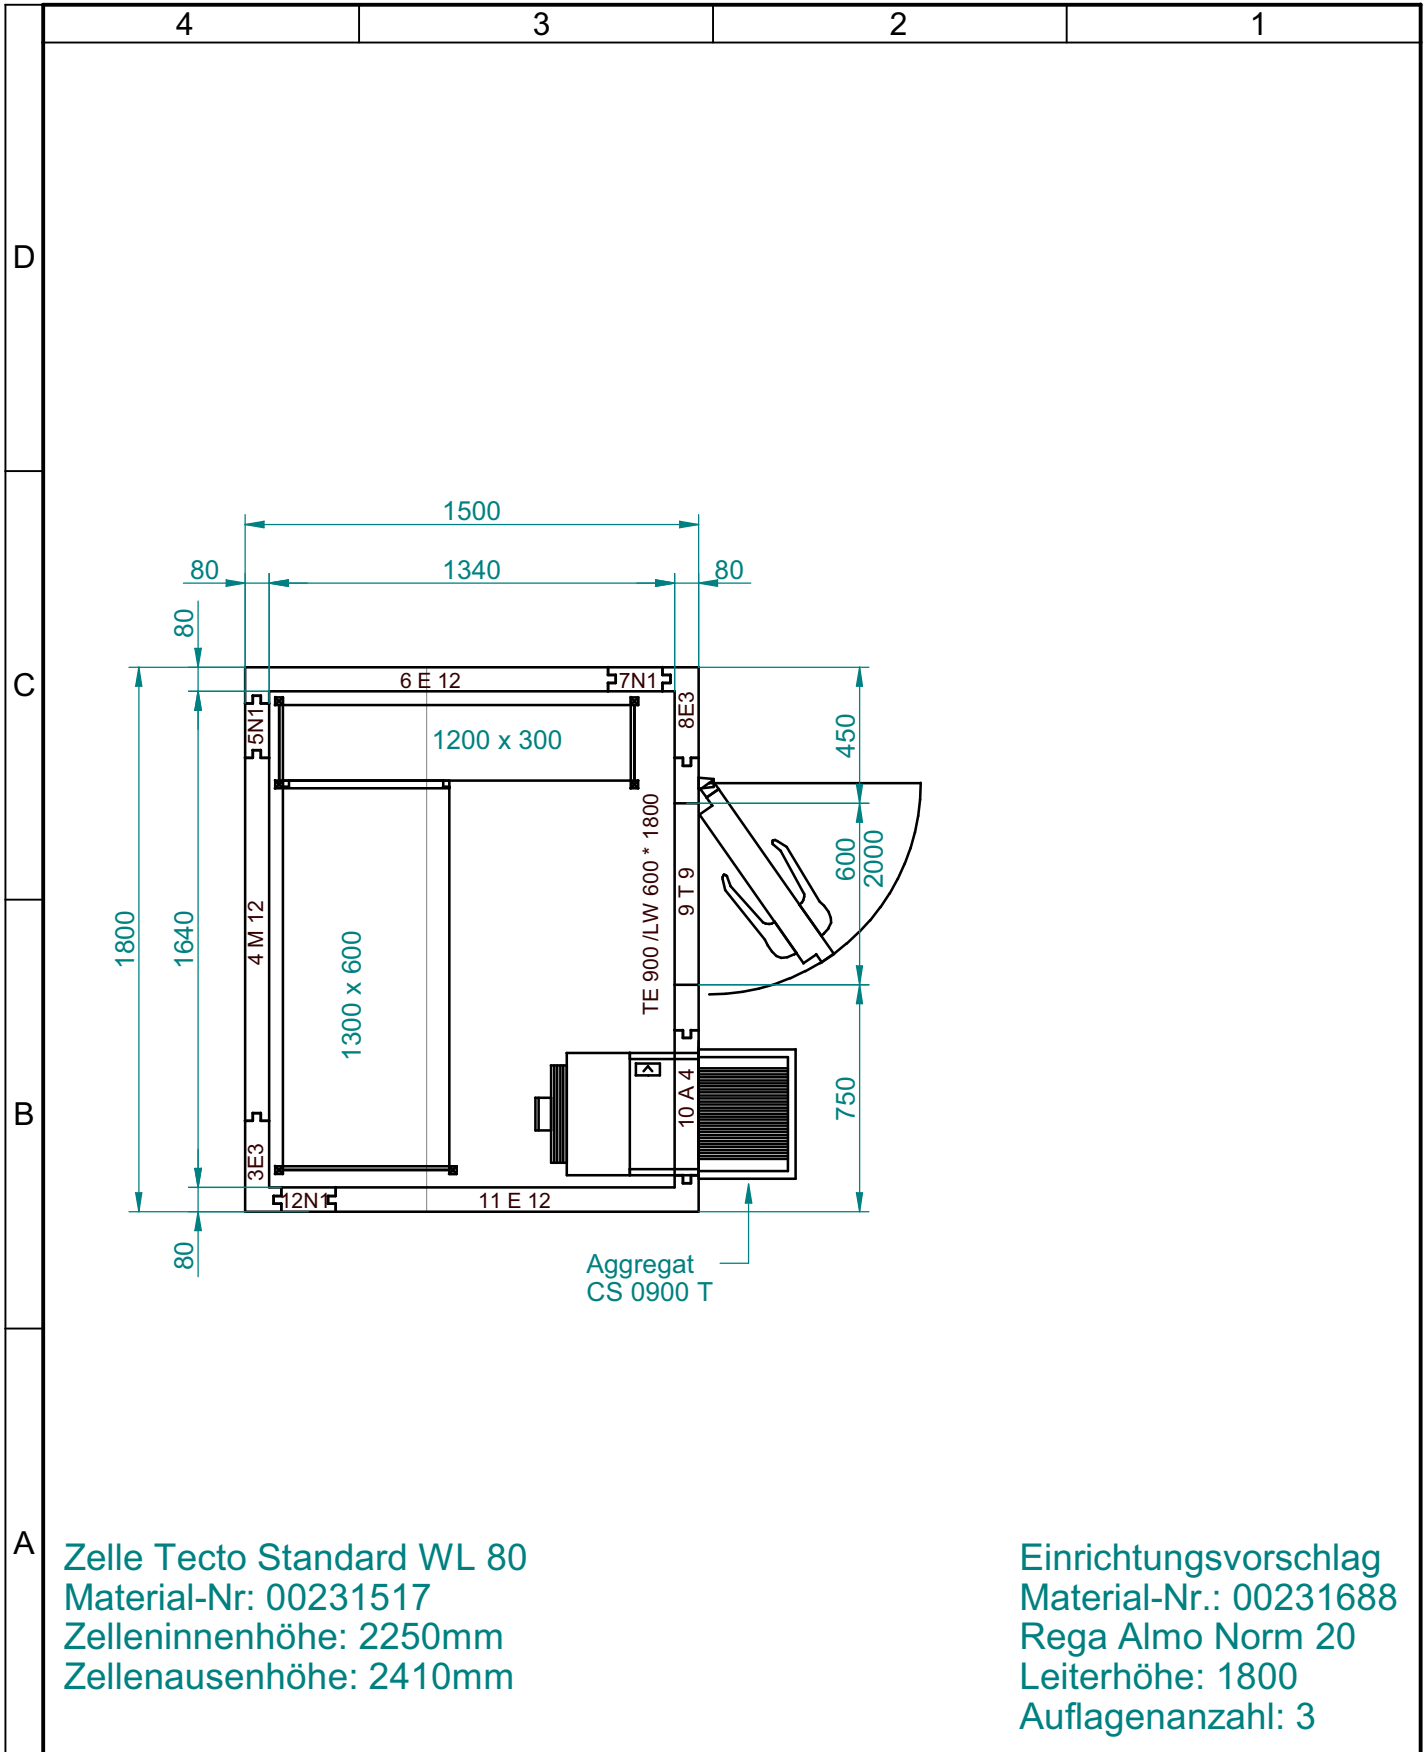 4
3
2
1
D
C
B
A
1500
80
1340
80
80
6 E 12
7N1
5N1
8E3
1200 x 300
450
TE 900 /LW 600 * 1800
600
2000
9 T 9
1800
1640
4 M 12
1300 x 600
10 A 4
750
3E3
12N1
11 E 12
80
Aggregat
CS 0900 T
Zelle Tecto Standard WL 80
Material-Nr: 00231517
Zelleninnenhöhe: 2250mm
Zellenausenhöhe: 2410mm
Einrichtungsvorschlag
Material-Nr.: 00231688
Rega Almo Norm 20
Leiterhöhe: 1800
Auflagenanzahl: 3